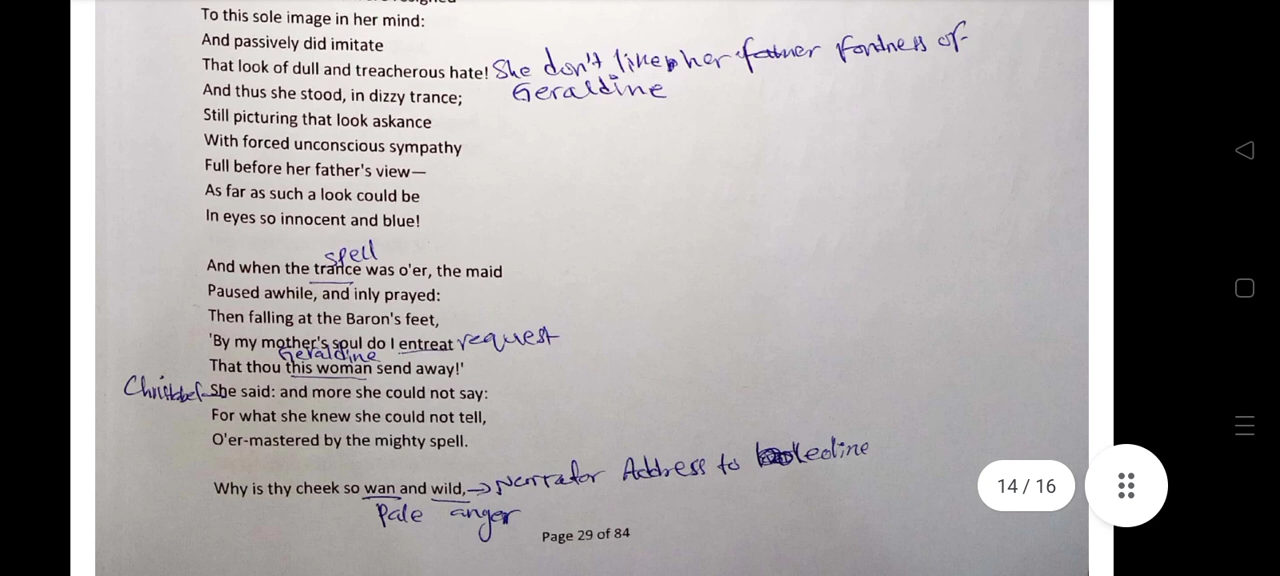 To this sole image in her mind:
And passively did imitate
That look of dull and treacherous hate! She don't like her father fondness of
And thus she stood, in dizzy trance; Geraldine
Still picturing that look askance
With forced unconscious sympathy
Full before her father's view—
As far as such a look could be
In eyes so innocent and blue!
spell
And when the trance was o'er, the maid
Paused awhile, and inly prayed:
Then falling at the Baron's feet,
'By my mother's soul do I entreat request
Geraldine
That thou this woman send away!'
Christabel She said: and more she could not say:
For what she knew she could not tell,
O'er-mastered by the mighty spell.
Why is thy cheek so wan and wild, → Narrator Address to Leoline
Pale anger
Page 29 of 84
14 / 16